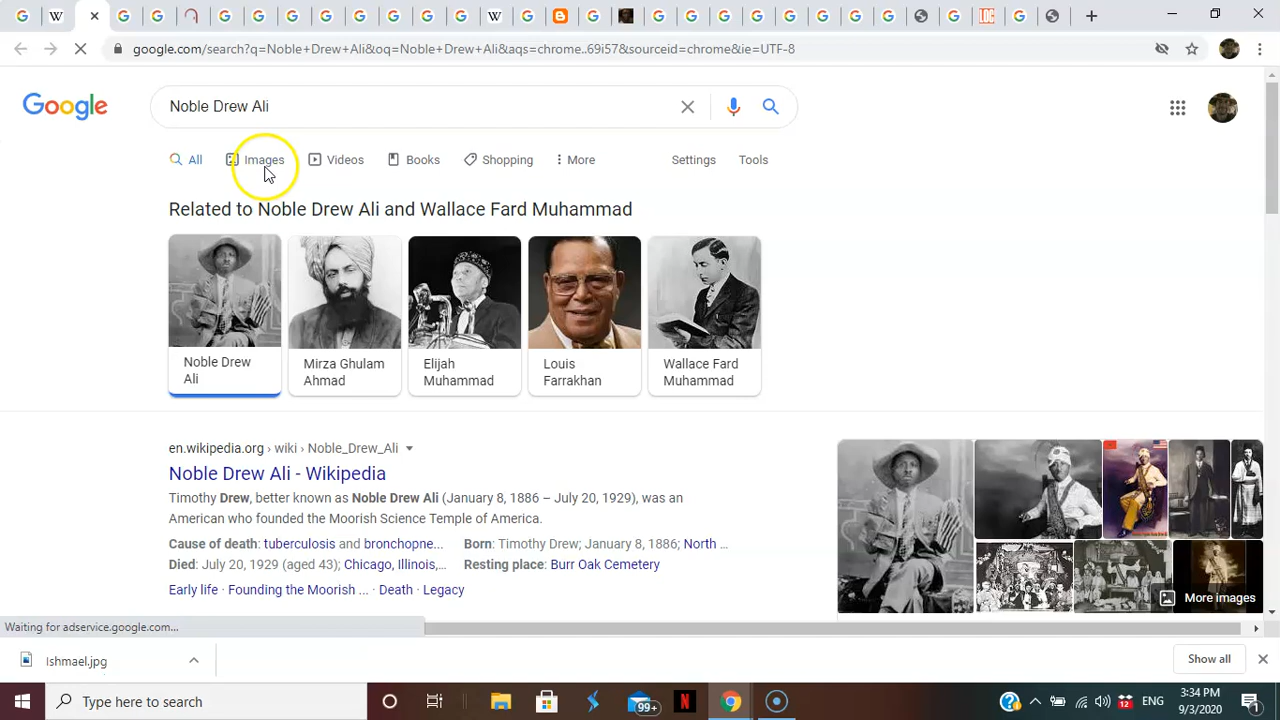 google.com/search?q=Noble+Drew+Ali&oq=Noble+Drew+Ali&aqs=chrome..69i57&sourceid=chrome&ie=UTF-8
Google
Noble Drew Ali
All
Images
Videos
Books
Shopping
More
Settings
Tools
Related to Noble Drew Ali and Wallace Fard Muhammad
Noble Drew
Ali
Mirza Ghulam
Ahmad
Elijah
Muhammad
Louis
Farrakhan
Wallace Fard
Muhammad
en.wikipedia.org › wiki › Noble_Drew_Ali
Noble Drew Ali - Wikipedia
Timothy Drew, better known as Noble Drew Ali (January 8, 1886 – July 20, 1929), was an
American who founded the Moorish Science Temple of America.
Cause of death: tuberculosis and bronchopne... Born: Timothy Drew; January 8, 1886; North ...
Died: July 20, 1929 (aged 43); Chicago, Illinois,... Resting place: Burr Oak Cemetery
Early life · Founding the Moorish ... · Death · Legacy
More images
Waiting for adservice.google.com...
Ishmael.jpg
Show all
Type here to search
99+
12
ENG
3:34 PM
9/3/2020
1